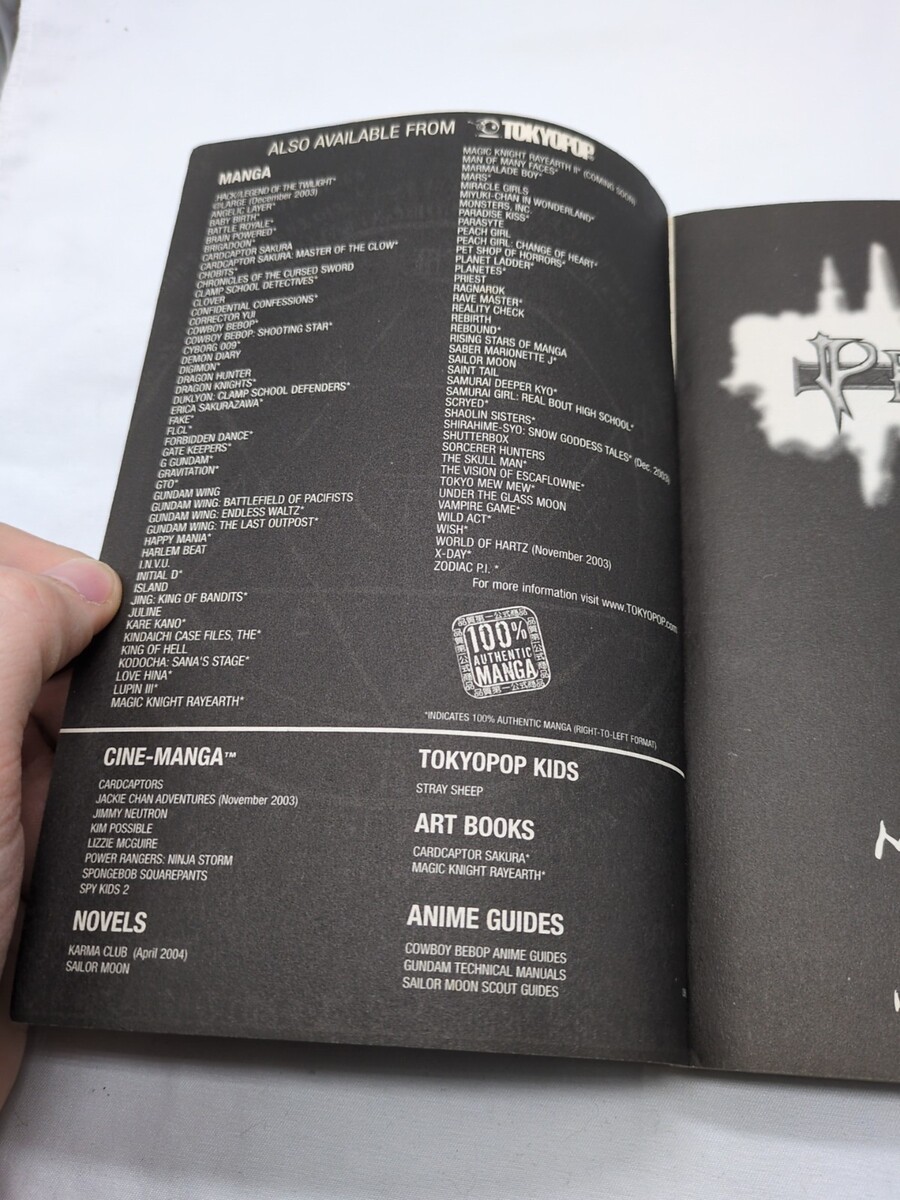 ALSO AVAILABLE FROM TOKYOPOP
MANGA
.HACK//LEGEND OF THE TWILIGHT*
@LARGE (December 2003)
ANGELIC LAYER*
BABY BIRTH*
BATTLE ROYALE*
BRAIN POWERED*
BRIGADOON*
CARDCAPTOR SAKURA
CARDCAPTOR SAKURA: MASTER OF THE CLOW*
CHOBITS*
CHRONICLES OF THE CURSED SWORD
CLAMP SCHOOL DETECTIVES*
CLOVER
CONFIDENTIAL CONFESSIONS*
CORRECTOR YUI
COWBOY BEBOP*
COWBOY BEBOP: SHOOTING STAR*
CYBORG 009*
DEMON DIARY
DIGIMON*
DRAGON HUNTER
DRAGON KNIGHTS*
DUKLYON: CLAMP SCHOOL DEFENDERS*
ERICA SAKURAZAWA*
FAKE*
FLCL*
FORBIDDEN DANCE*
GATE KEEPERS*
G GUNDAM*
GRAVITATION*
GTO*
GUNDAM WING
GUNDAM WING: BATTLEFIELD OF PACIFISTS
GUNDAM WING: ENDLESS WALTZ*
GUNDAM WING: THE LAST OUTPOST*
HAPPY MANIA*
HARLEM BEAT
I.N.V.U.
INITIAL D*
ISLAND
JING: KING OF BANDITS*
JULINE
KARE KANO*
KINDAICHI CASE FILES, THE*
KING OF HELL
KODOCHA: SANA'S STAGE*
LOVE HINA*
LUPIN III*
MAGIC KNIGHT RAYEARTH*
MAGIC KNIGHT RAYEARTH II* (COMING SOON)
MAN OF MANY FACES*
MARMALADE BOY*
MARS*
MIRACLE GIRLS
MIYUKI-CHAN IN WONDERLAND*
MONSTERS, INC.
PARADISE KISS*
PARASYTE
PEACH GIRL
PEACH GIRL: CHANGE OF HEART*
PET SHOP OF HORRORS*
PLANET LADDER*
PLANETES*
PRIEST
RAGNAROK
RAVE MASTER*
REALITY CHECK
REBIRTH
REBOUND*
RISING STARS OF MANGA
SABER MARIONETTE J*
SAILOR MOON
SAINT TAIL
SAMURAI DEEPER KYO*
SAMURAI GIRL: REAL BOUT HIGH SCHOOL*
SCRYED*
SHAOLIN SISTERS*
SHIRAHIME-SYO: SNOW GODDESS TALES* (Dec. 2003)
SHUTTERBOX
SORCERER HUNTERS
THE SKULL MAN*
THE VISION OF ESCAFLOWNE*
TOKYO MEW MEW*
UNDER THE GLASS MOON
VAMPIRE GAME*
WILD ACT*
WISH*
WORLD OF HARTZ (November 2003)
X-DAY*
ZODIAC P.I. *
For more information visit www.TOKYOPOP.com
100%
AUTHENTIC
MANGA
*INDICATES 100% AUTHENTIC MANGA (RIGHT-TO-LEFT FORMAT)
CINE-MANGA™
CARDCAPTORS
JACKIE CHAN ADVENTURES (November 2003)
JIMMY NEUTRON
KIM POSSIBLE
LIZZIE MCGUIRE
POWER RANGERS: NINJA STORM
SPONGEBOB SQUAREPANTS
SPY KIDS 2
NOVELS
KARMA CLUB (April 2004)
SAILOR MOON
TOKYOPOP KIDS
STRAY SHEEP
ART BOOKS
CARDCAPTOR SAKURA*
MAGIC KNIGHT RAYEARTH*
ANIME GUIDES
COWBOY BEBOP ANIME GUIDES
GUNDAM TECHNICAL MANUALS
SAILOR MOON SCOUT GUIDES